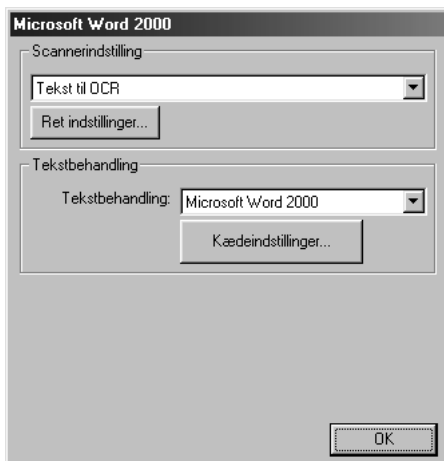 Microsoft Word 2000
Scannerindstilling
Tekst til OCR
Ret indstillinger...
Tekstbehandling
Tekstbehandling: Microsoft Word 2000
Kædeindstillinger...
OK